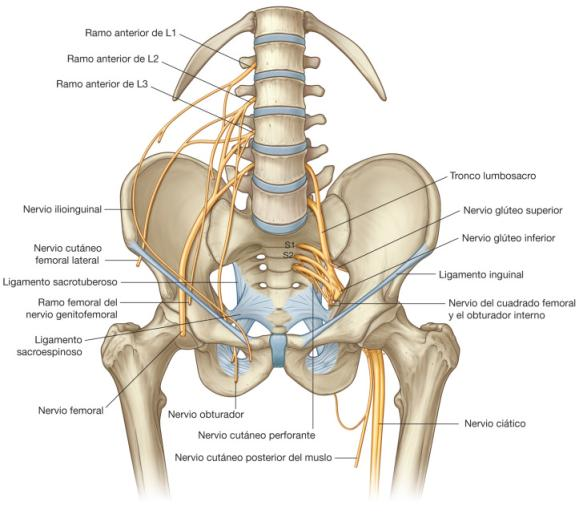 Ramo anterior de L1
Ramo anterior de L2
Ramo anterior de L3
Nervio ilioinguinal
Nervio cutáneo
femoral lateral
Ligamento sacrotuberoso
Ramo femoral del
nervio genitofemoral
Ligamento
sacroespinoso
Nervio femoral
Nervio obturador
Nervio cutáneo perforante
Nervio cutáneo posterior del muslo
S1
S2
Tronco lumbosacro
Nervio glúteo superior
Nervio glúteo inferior
Ligamento inguinal
Nervio del cuadrado femoral
y el obturador interno
Nervio ciático